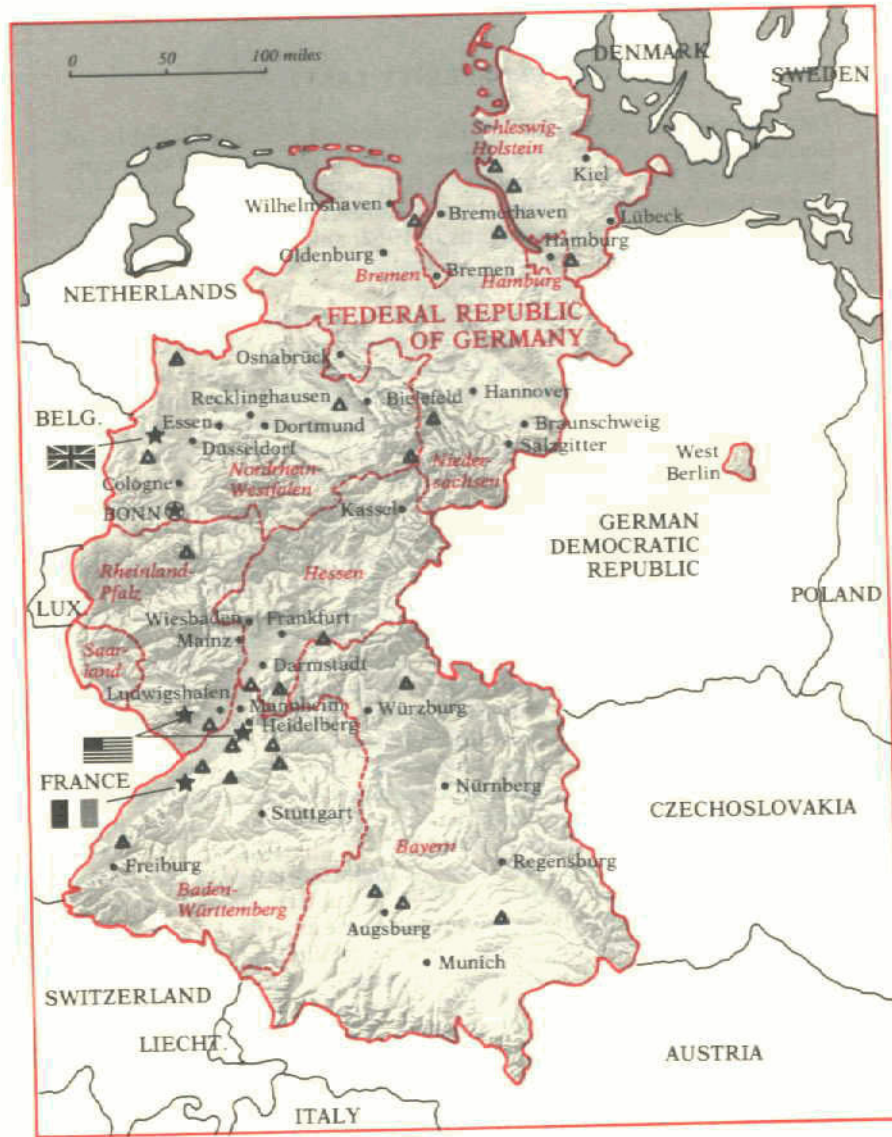 0 50 100 miles
DENMARK
SWEDEN
Schleswig-
Holstein
Kiel
Wilhelmshaven
Bremerhaven
Lübeck
Hamburg
Oldenburg
Bremen
Bremen
Hamburg
NETHERLANDS
FEDERAL REPUBLIC
OF GERMANY
Osnabrück
Recklinghausen
Bielefeld
Hannover
BELG.
Essen
Dortmund
Braunschweig
Düsseldorf
Salzgitter
West
Berlin
Nordrhein-
Westfalen
Nieder-
sachsen
Cologne
BONN
Kassel
GERMAN
DEMOCRATIC
REPUBLIC
Rheinland-
Pfalz
Hessen
LUX.
POLAND
Wiesbaden
Frankfurt
Mainz
Saar-
land
Darmstadt
Ludwigshafen
Mannheim
Würzburg
Heidelberg
FRANCE
Nürnberg
Stuttgart
CZECHOSLOVAKIA
Bayern
Freiburg
Regensburg
Baden-
Württemberg
Augsburg
Munich
SWITZERLAND
LIECHT.
AUSTRIA
ITALY